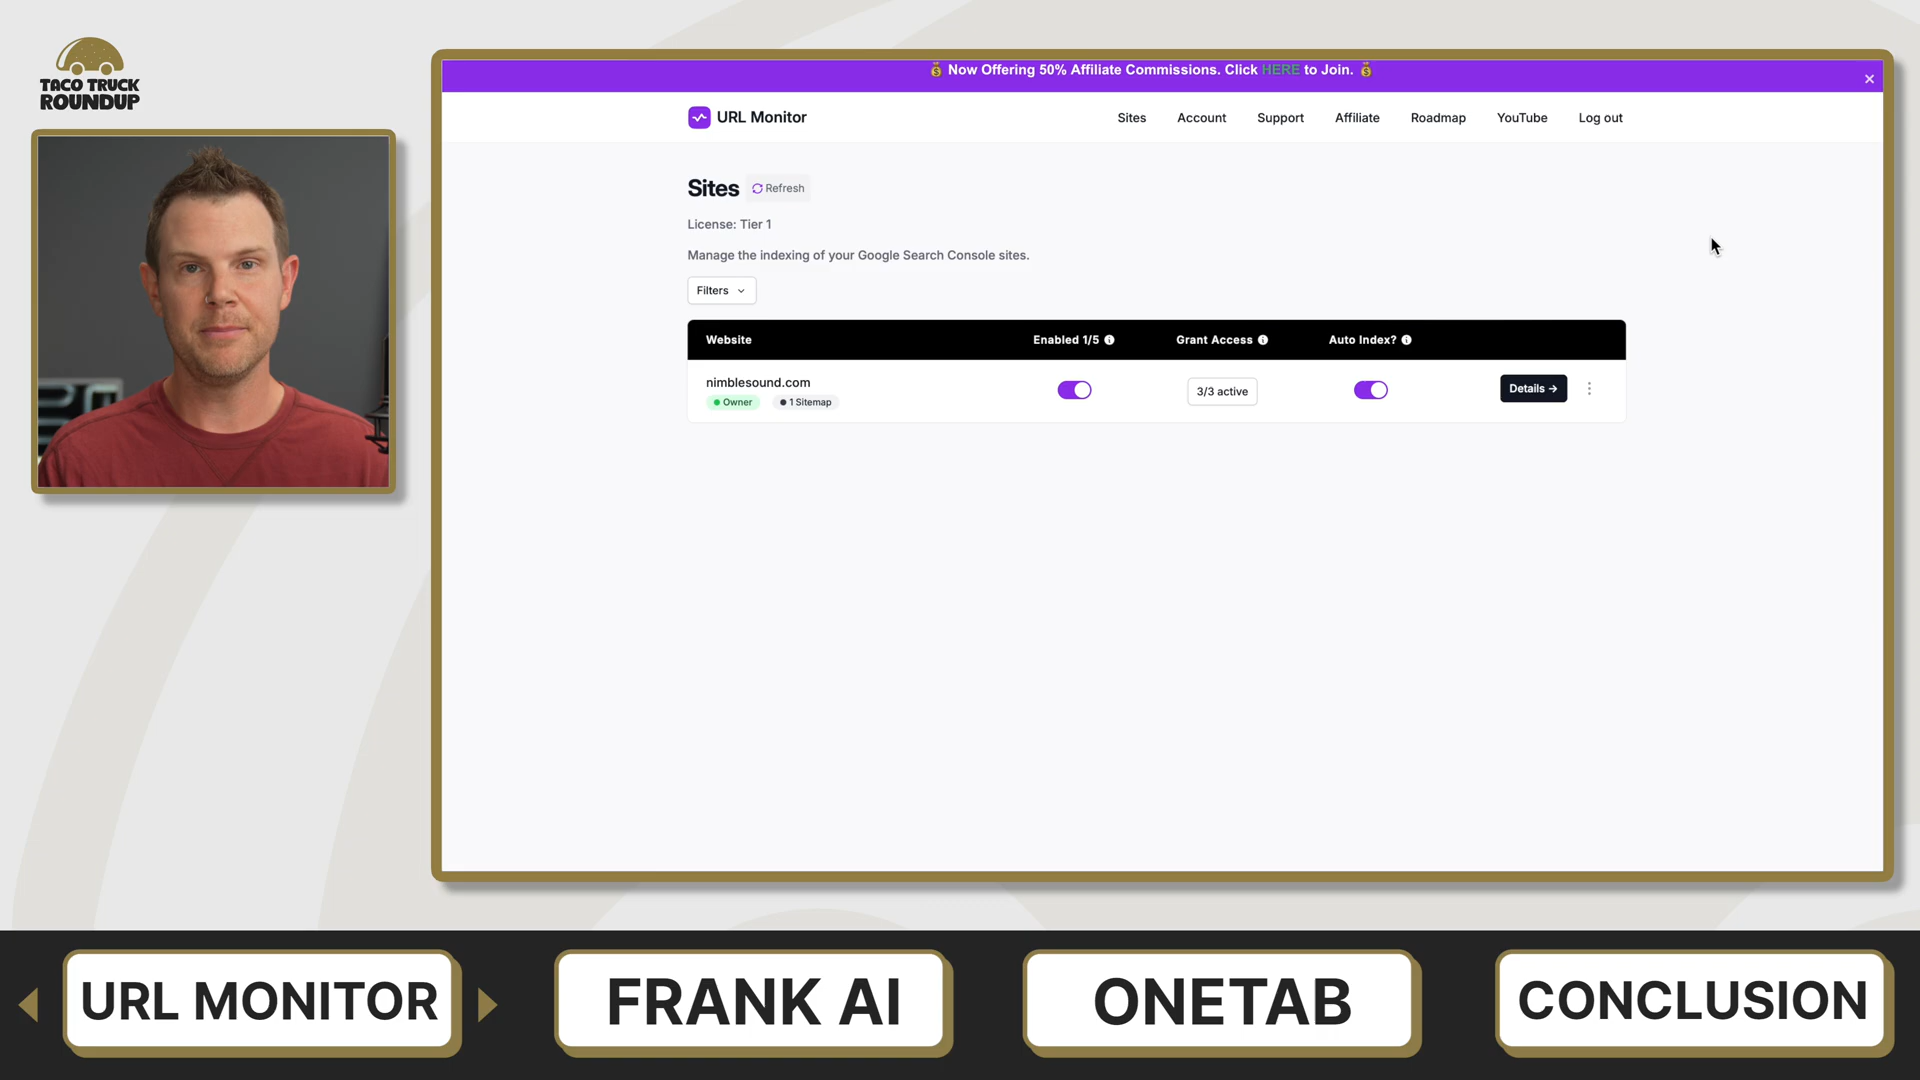 TACO TRUCK
ROUNDUP
Now Offering 50% Affiliate Commissions. Click HERE to Join.
URL Monitor
Sites
Account
Support
Affiliate
Roadmap
YouTube
Log out
Sites
Refresh
License: Tier 1
Manage the indexing of your Google Search Console sites.
Filters
Website
Enabled 1/5
Grant Access
Auto Index?
nimblesound.com
Owner
1 Sitemap
3/3 active
Details →
URL MONITOR
FRANK AI
ONETAB
CONCLUSION